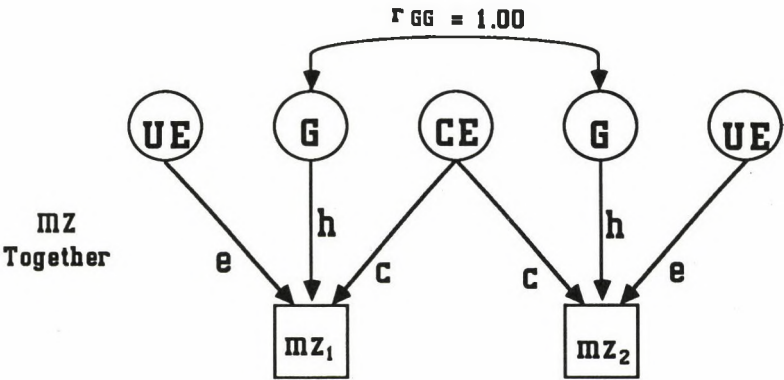 r GG = 1.00
UE G CE G UE
mz
Together
e h c c h e
mz₁ mz₂